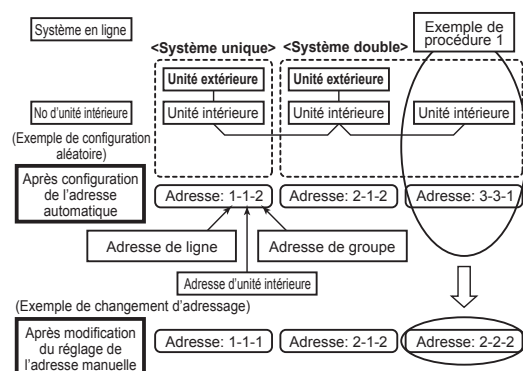 Système en ligne
<Système unique>
<Système double>
Exemple de
procédure 1
Unité extérieure
Unité extérieure
No d'unité intérieure
Unité intérieure
Unité intérieure
Unité intérieure
(Exemple de configuration
aléatoire)
Après configuration
de l'adresse
automatique
Adresse: 1-1-2
Adresse: 2-1-2
Adresse: 3-3-1
Adresse de ligne
Adresse de groupe
Adresse d'unité intérieure
(Exemple de changement d'adressage)
Après modification
du réglage de
l'adresse manuelle
Adresse: 1-1-1
Adresse: 2-1-2
Adresse: 2-2-2